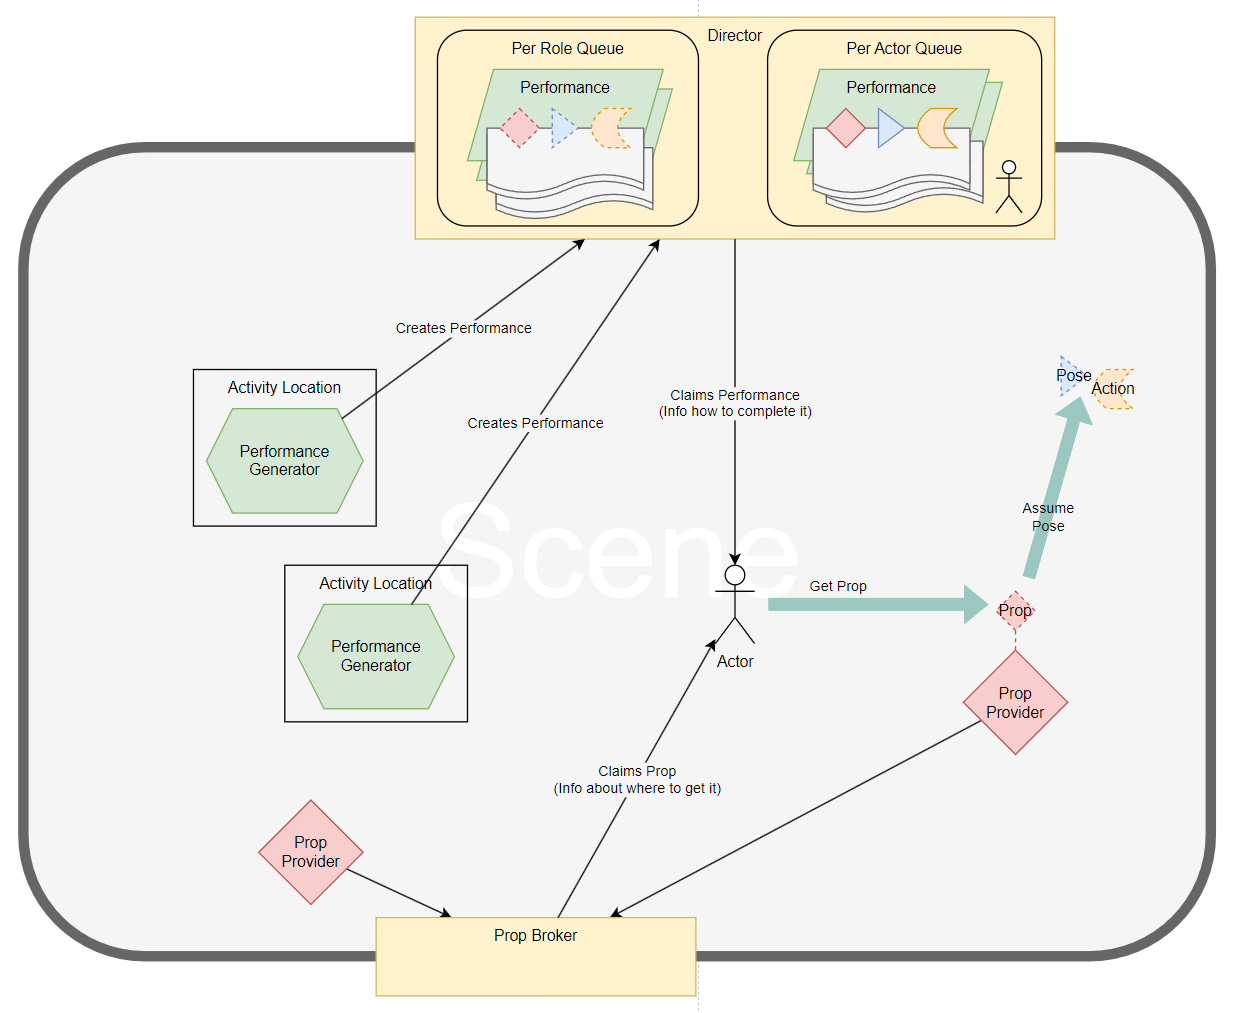 Director
Per Role Queue
Performance
Per Actor Queue
Performance
Creates Performance
Activity Location
Performance
Generator
Claims Performance
(Info how to complete it)
Pose
Action
Creates Performance
Scene
Assume
Pose
Activity Location
Performance
Generator
Get Prop
Prop
Actor
Prop
Provider
Claims Prop
(Info about where to get it)
Prop
Provider
Prop Broker